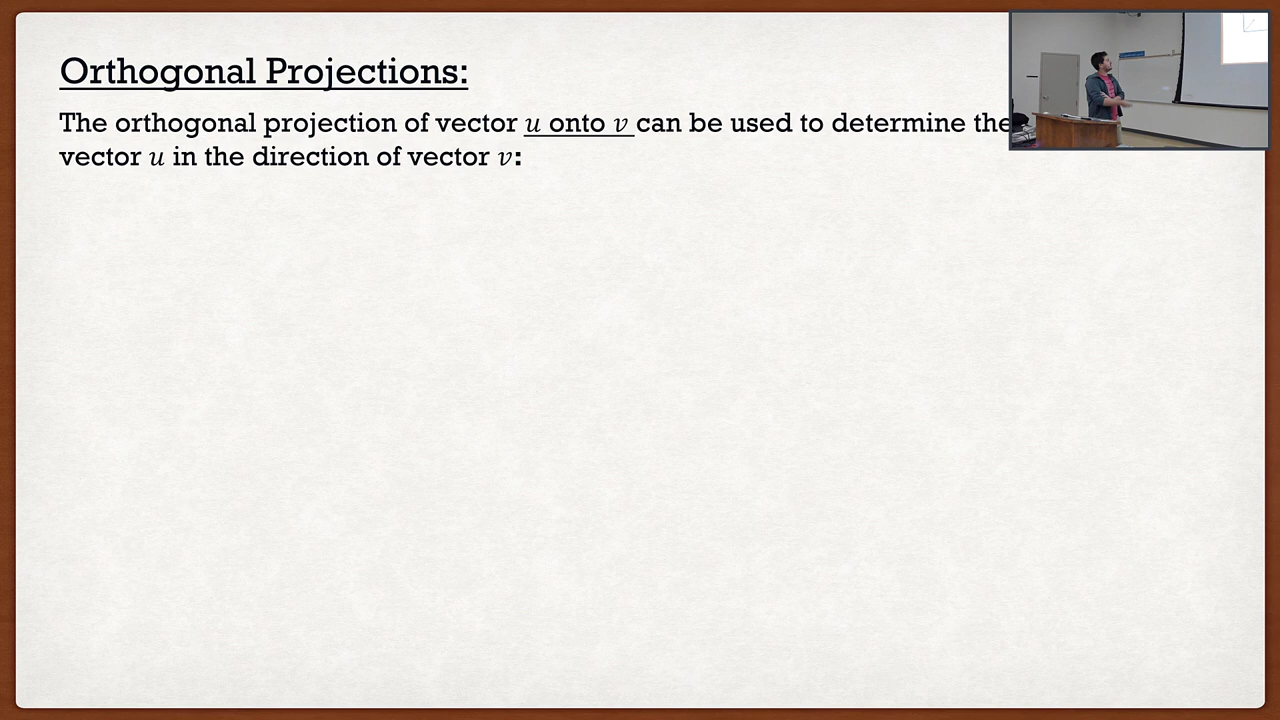 Orthogonal Projections:
The orthogonal projection of vector u onto v can be used to determine the
vector u in the direction of vector v: